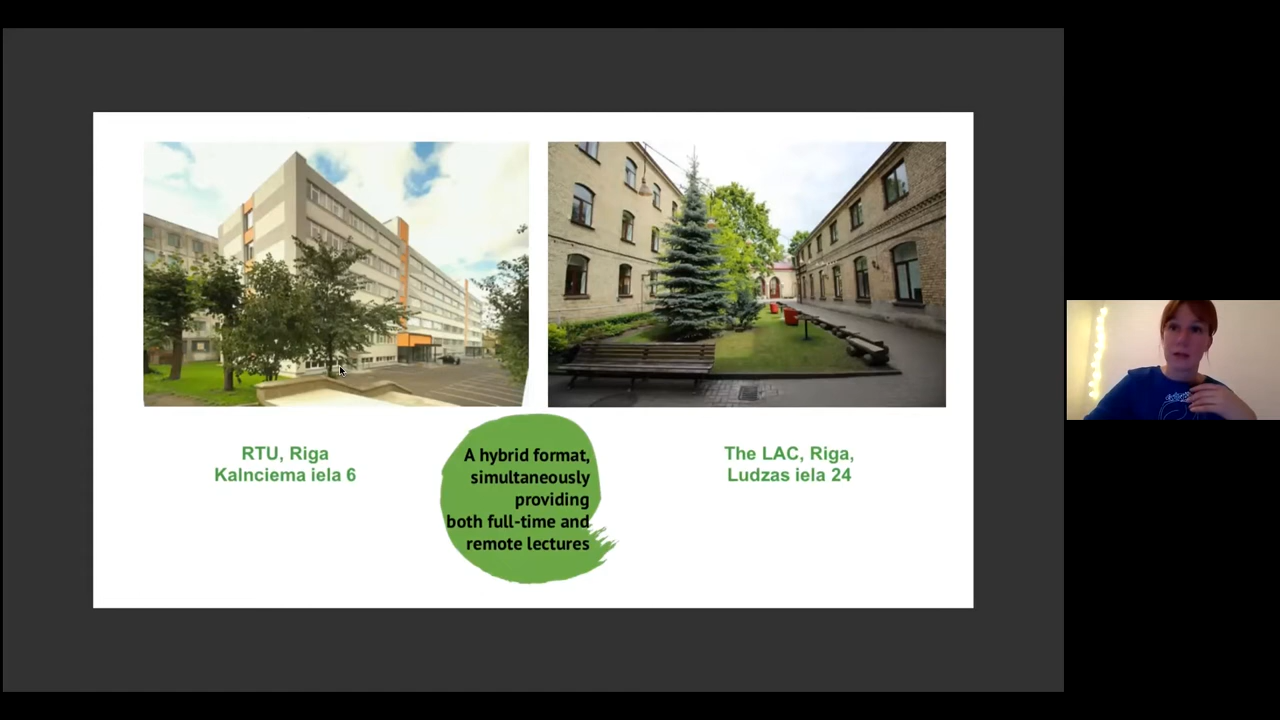 RTU, Riga
Kalnciema iela 6
A hybrid format,
simultaneously
providing
both full-time and
remote lectures
The LAC, Riga,
Ludzas iela 24